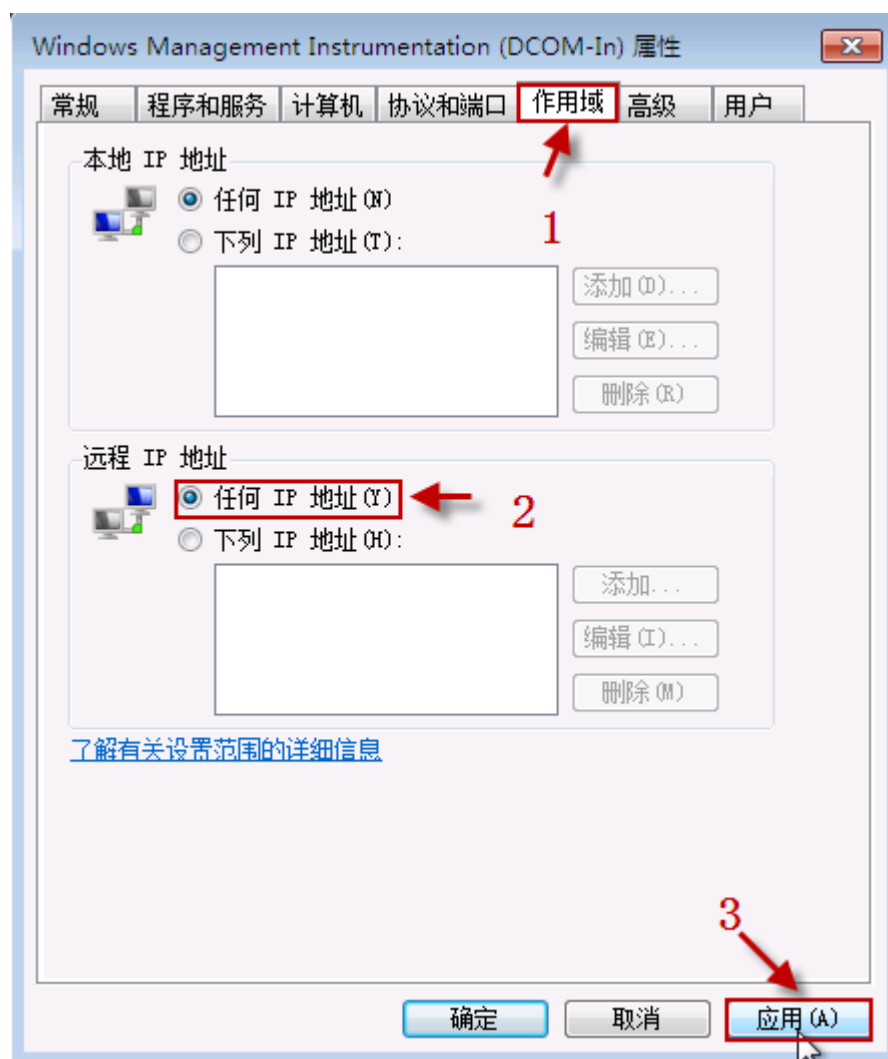 Windows Management Instrumentation (DCOM-In) 属性
常规 程序和服务 计算机 协议和端口 作用域 高级 用户
本地 IP 地址
任何 IP 地址(N)
下列 IP 地址(T):
1
添加(D)...
编辑(E)...
删除(R)
远程 IP 地址
任何 IP 地址(Y)
2
下列 IP 地址(H):
添加...
编辑(I)...
删除(M)
了解有关设置范围的详细信息
3
确定 取消 应用(A)